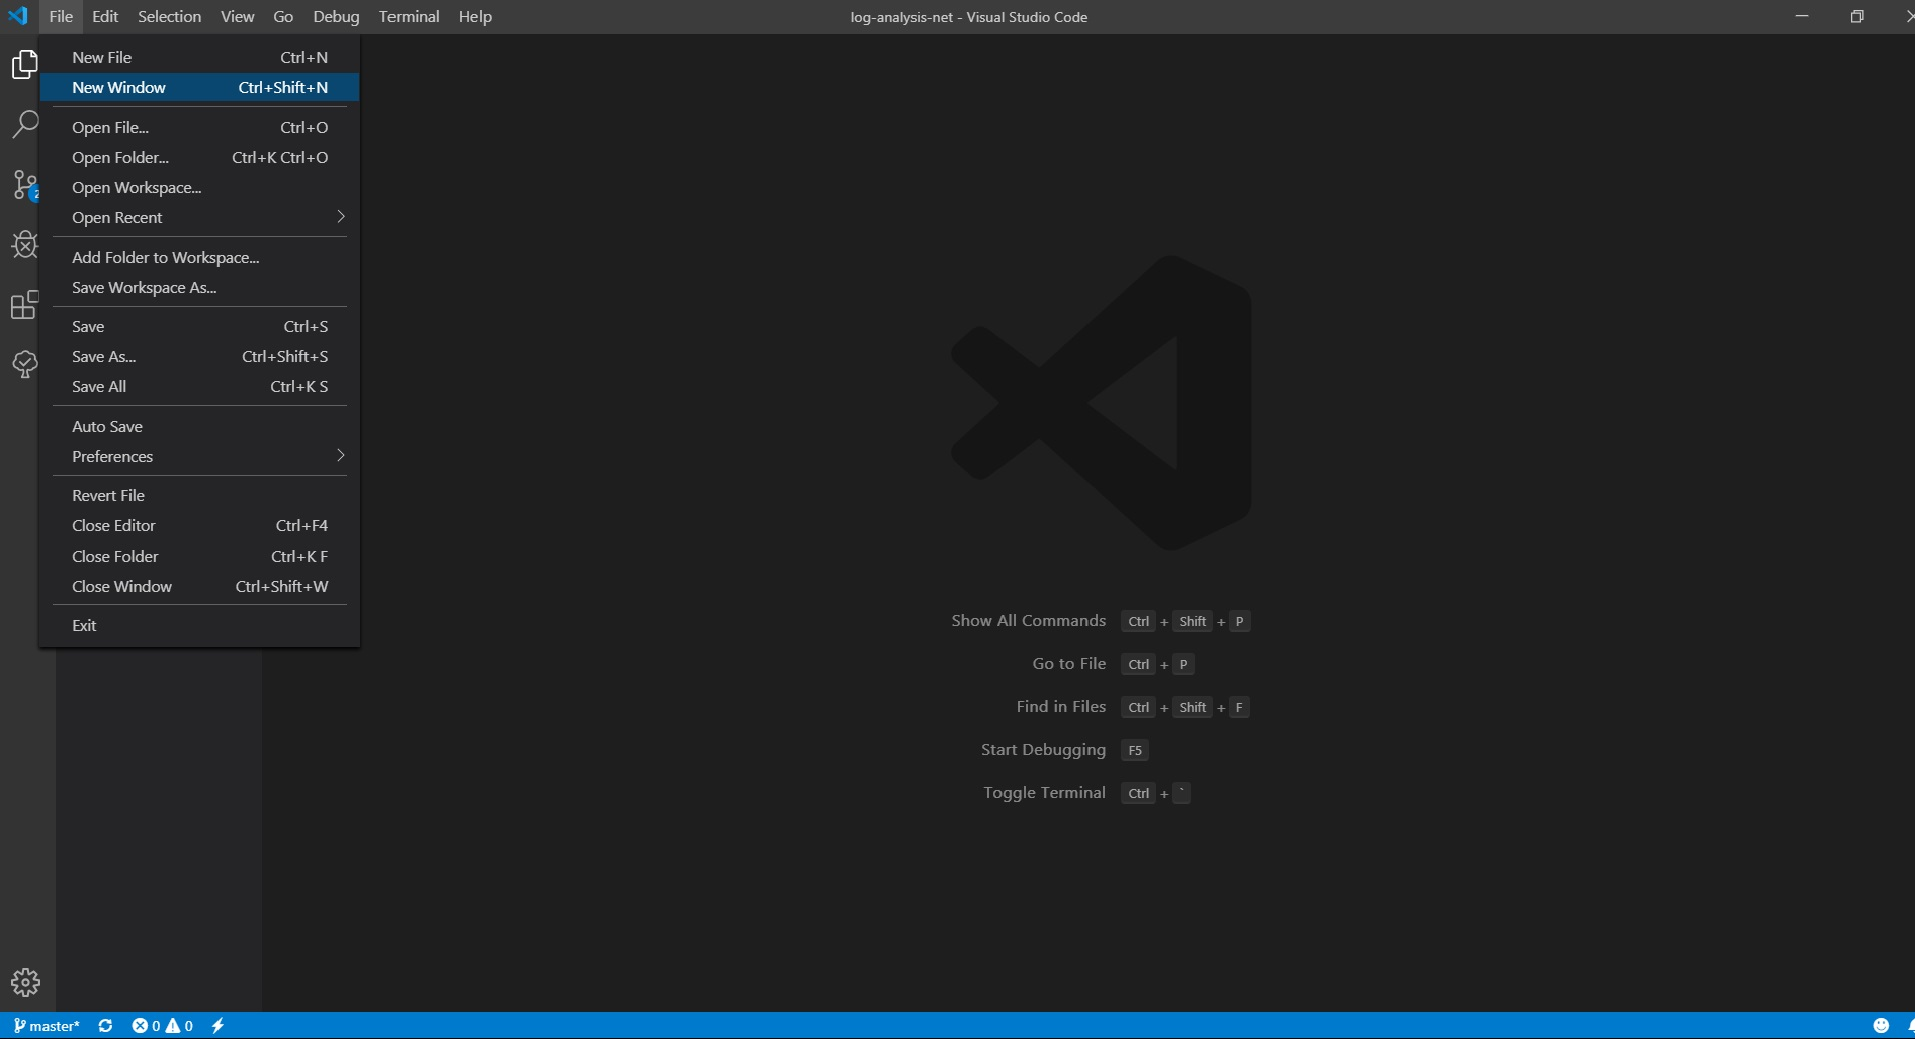 File Edit Selection View Go Debug Terminal Help log-analysis-net - Visual Studio Code
New File Ctrl+N
New Window Ctrl+Shift+N
Open File... Ctrl+O
Open Folder... Ctrl+K Ctrl+O
Open Workspace...
Open Recent
Add Folder to Workspace...
Save Workspace As...
Save Ctrl+S
Save As... Ctrl+Shift+S
Save All Ctrl+K S
Auto Save
Preferences
Revert File
Close Editor Ctrl+F4
Close Folder Ctrl+K F
Close Window Ctrl+Shift+W
Exit
Show All Commands Ctrl + Shift + P
Go to File Ctrl + P
Find in Files Ctrl + Shift + F
Start Debugging F5
Toggle Terminal Ctrl + `
master* 0 0